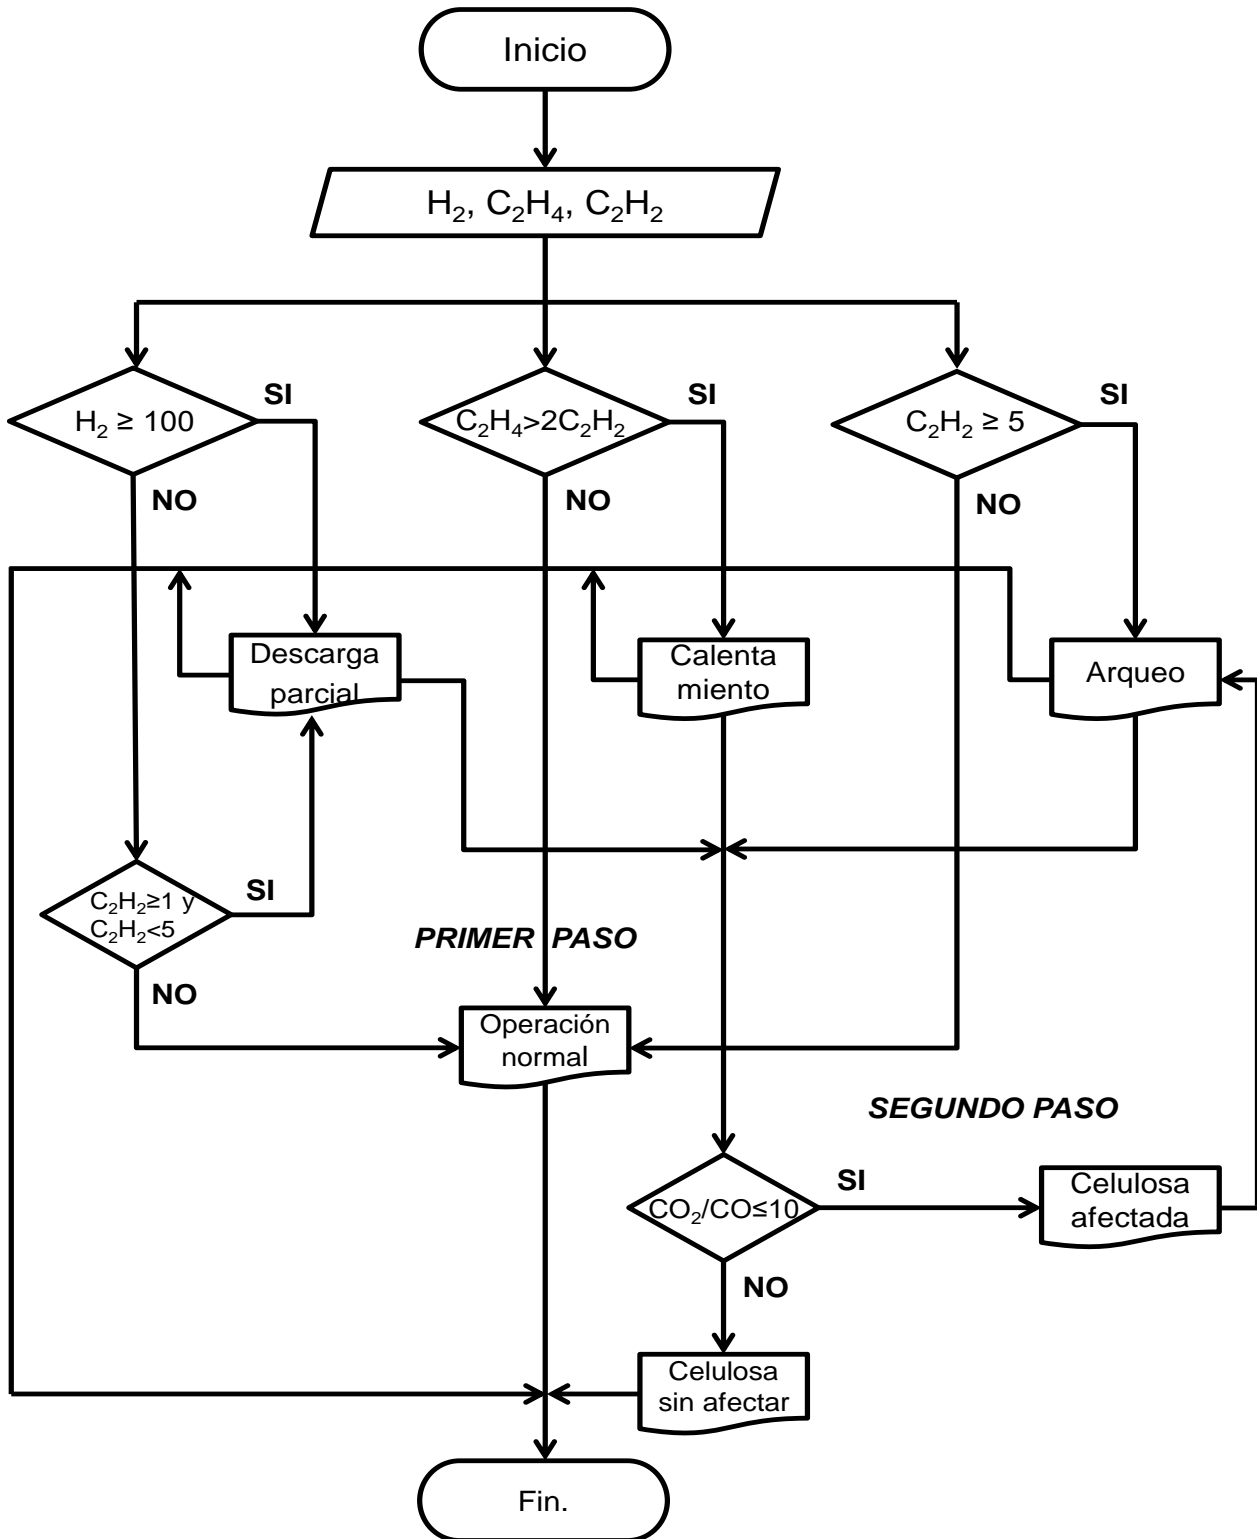 Inicio
H₂, C₂H₄, C₂H₂
SI
SI
SI
H₂ ≥ 100
C₂H₄>2C₂H₂
C₂H₂ ≥ 5
NO
NO
NO
Descarga
parcial
Calenta
miento
Arqueo
C₂H₂≥1 y
C₂H₂<5
SI
PRIMER PASO
NO
Operación
normal
SEGUNDO PASO
SI
CO₂/CO≤10
Celulosa
afectada
NO
Celulosa
sin afectar
Fin.